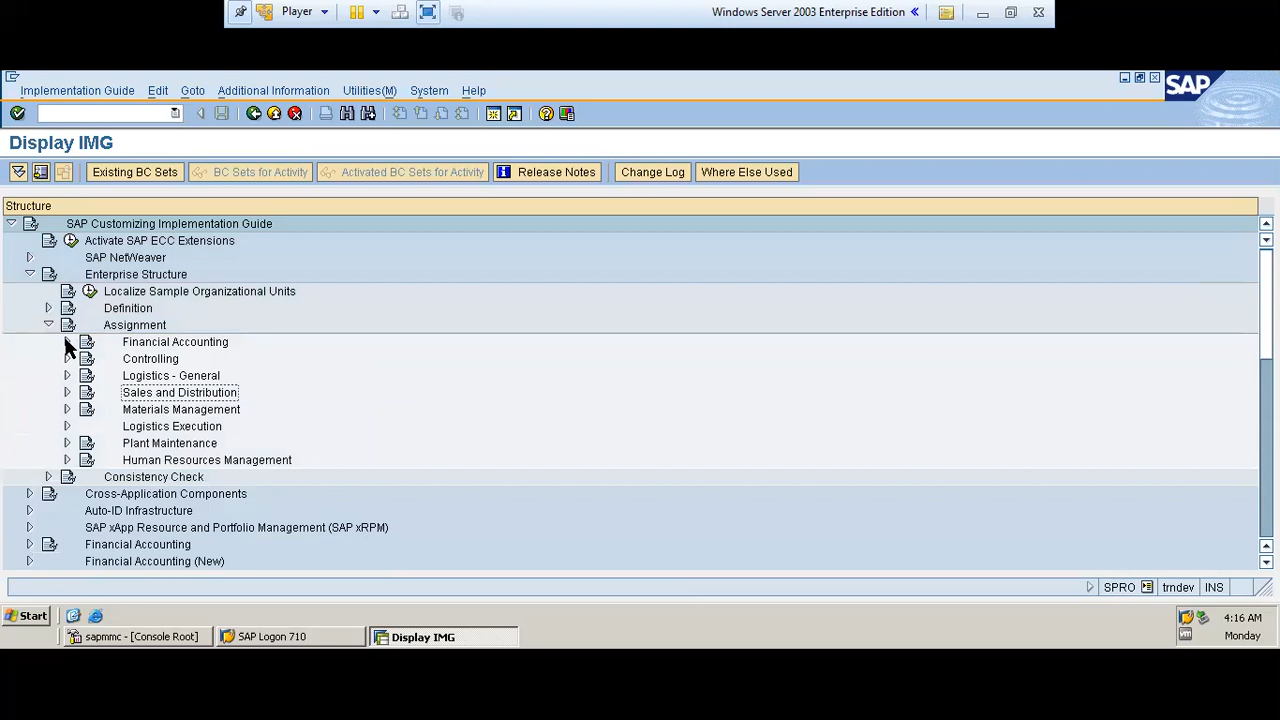 Player
Windows Server 2003 Enterprise Edition
Implementation Guide Edit Goto Additional Information Utilities(M) System Help
SAP
Display IMG
Existing BC Sets BC Sets for Activity Activated BC Sets for Activity Release Notes Change Log Where Else Used
Structure
SAP Customizing Implementation Guide
Activate SAP ECC Extensions
SAP NetWeaver
Enterprise Structure
Localize Sample Organizational Units
Definition
Assignment
Financial Accounting
Controlling
Logistics - General
Sales and Distribution
Materials Management
Logistics Execution
Plant Maintenance
Human Resources Management
Consistency Check
Cross-Application Components
Auto-ID Infrastructure
SAP xApp Resource and Portfolio Management (SAP xRPM)
Financial Accounting
Financial Accounting (New)
SPRO trndev INS
Start
4:16 AM
sapmmc - [Console Root] SAP Logon 710 Display IMG
Monday